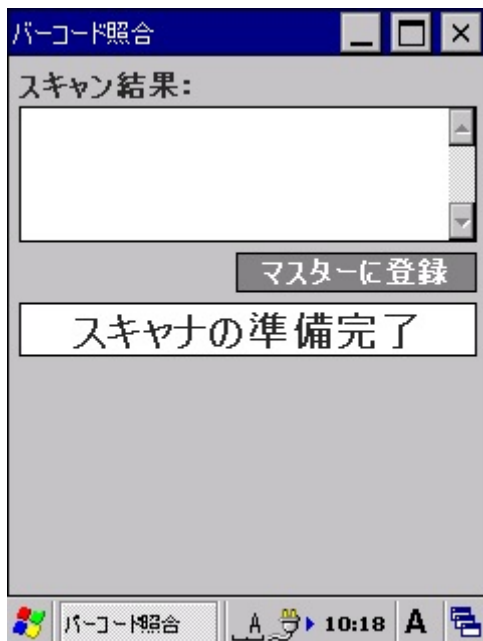 バーコード照合
スキャン結果:
マスターに登録
スキャナの準備完了
バーコード照合 A 10:18 A